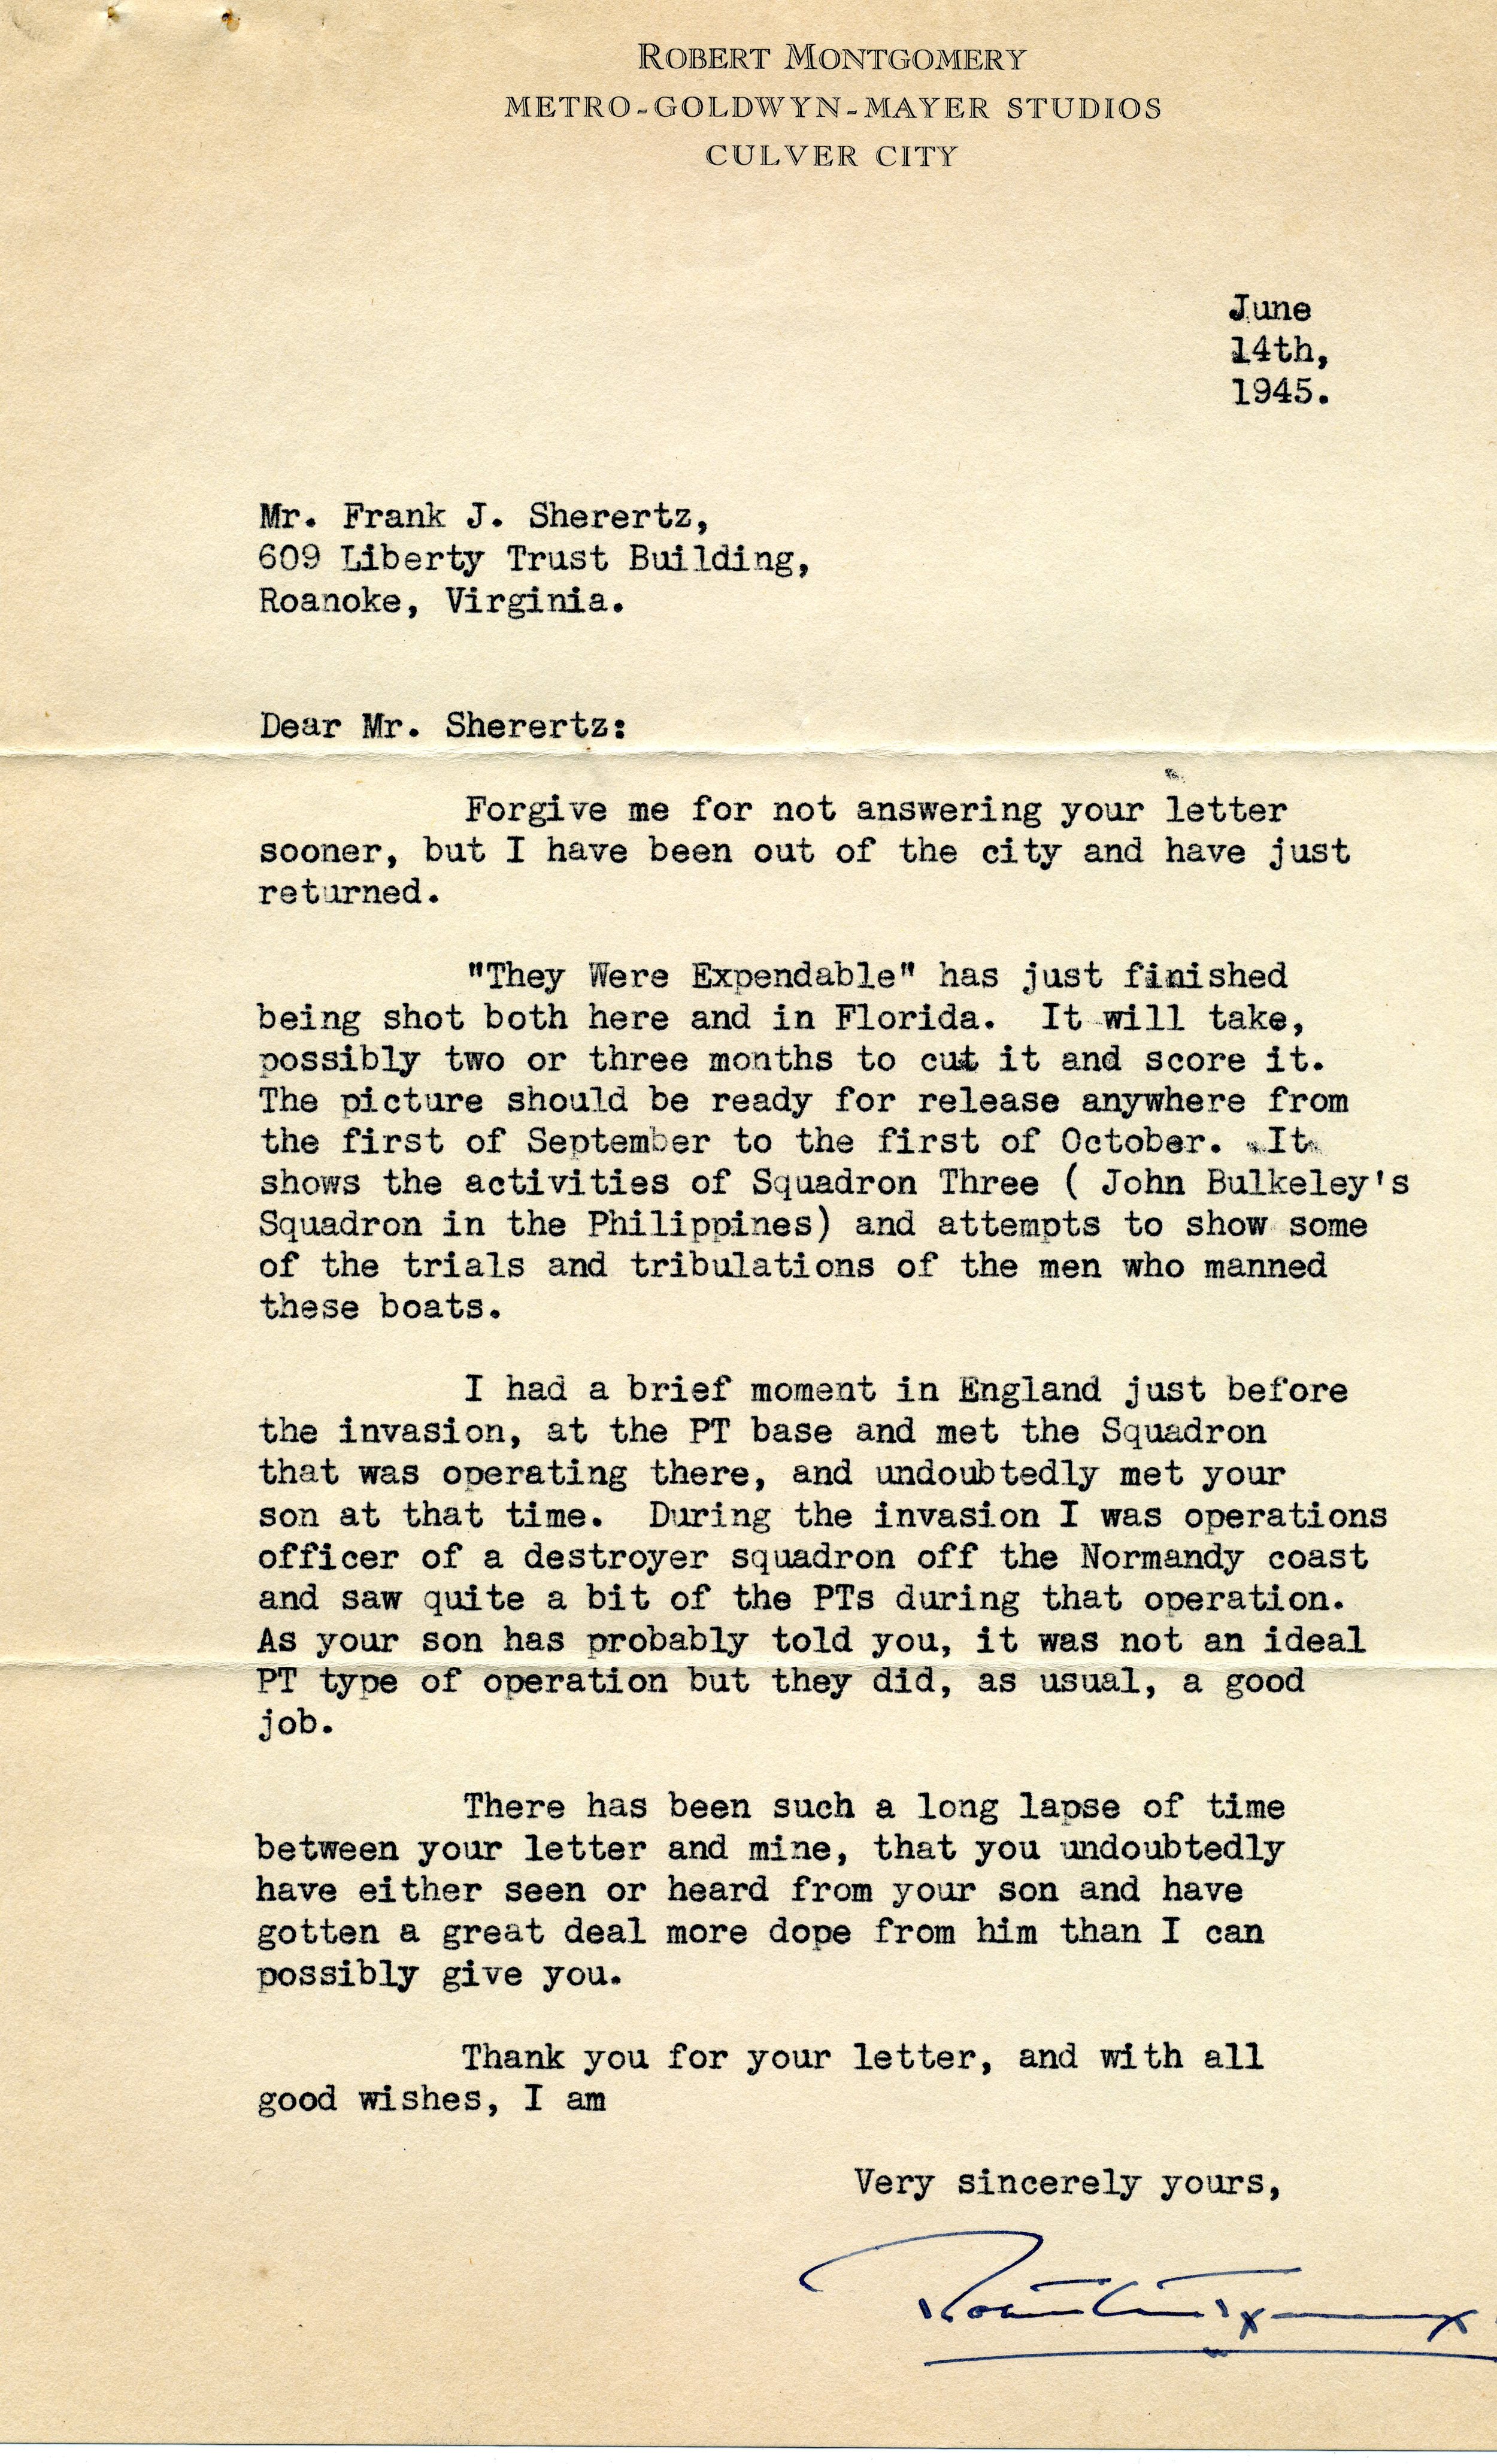 ROBERT MONTGOMERY
METRO-GOLDWYN-MAYER STUDIOS
CULVER CITY
June
14th,
1945.
Mr. Frank J. Sherertz,
609 Liberty Trust Building,
Roanoke, Virginia.
Dear Mr. Sherertz:
Forgive me for not answering your letter
sooner, but I have been out of the city and have just
returned.
"They Were Expendable" has just finished
being shot both here and in Florida. It will take,
possibly two or three months to cut it and score it.
The picture should be ready for release anywhere from
the first of September to the first of October. It
shows the activities of Squadron Three ( John Bulkeley's
Squadron in the Philippines) and attempts to show some
of the trials and tribulations of the men who manned
these boats.
I had a brief moment in England just before
the invasion, at the PT base and met the Squadron
that was operating there, and undoubtedly met your
son at that time. During the invasion I was operations
officer of a destroyer squadron off the Normandy coast
and saw quite a bit of the PTs during that operation.
As your son has probably told you, it was not an ideal
PT type of operation but they did, as usual, a good
job.
There has been such a long lapse of time
between your letter and mine, that you undoubtedly
have either seen or heard from your son and have
gotten a great deal more dope from him than I can
possibly give you.
Thank you for your letter, and with all
good wishes, I am
Very sincerely yours,
Robert Montgomery